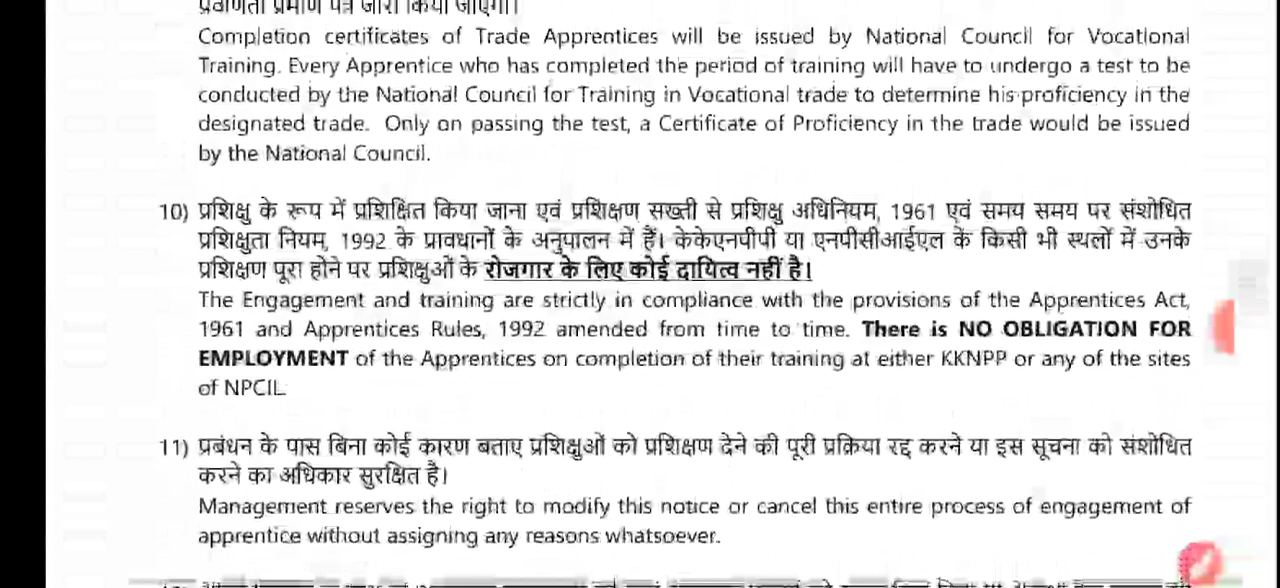 प्रवीणता प्रमाण पत्र जारी किया जाएगा।
Completion certificates of Trade Apprentices will be issued by National Council for Vocational
Training. Every Apprentice who has completed the period of training will have to undergo a test to be
conducted by the National Council for Training in Vocational trade to determine his proficiency in the
designated trade. Only on passing the test, a Certificate of Proficiency in the trade would be issued
by the National Council.
10) प्रशिक्षु के रूप में प्रशिक्षित किया जाना एवं प्रशिक्षण सख्ती से प्रशिक्षु अधिनियम, 1961 एवं समय समय पर संशोधित
प्रशिक्षुता नियम, 1992 के प्रावधानों के अनुपालन में हैं। केकेएनपीपी या एनपीसीआईएल के किसी भी स्थलों में उनके
प्रशिक्षण पूरा होने पर प्रशिक्षुओं के रोजगार के लिए कोई दायित्व नहीं है।
The Engagement and training are strictly in compliance with the provisions of the Apprentices Act,
1961 and Apprentices Rules, 1992 amended from time to time. There is NO OBLIGATION FOR
EMPLOYMENT of the Apprentices on completion of their training at either KKNPP or any of the sites
of NPCIL
11) प्रबंधन के पास बिना कोई कारण बताए प्रशिक्षुओं को प्रशिक्षण देने की पूरी प्रक्रिया रद्द करने या इस सूचना को संशोधित
करने का अधिकार सुरक्षित है।
Management reserves the right to modify this notice or cancel this entire process of engagement of
apprentice without assigning any reasons whatsoever.